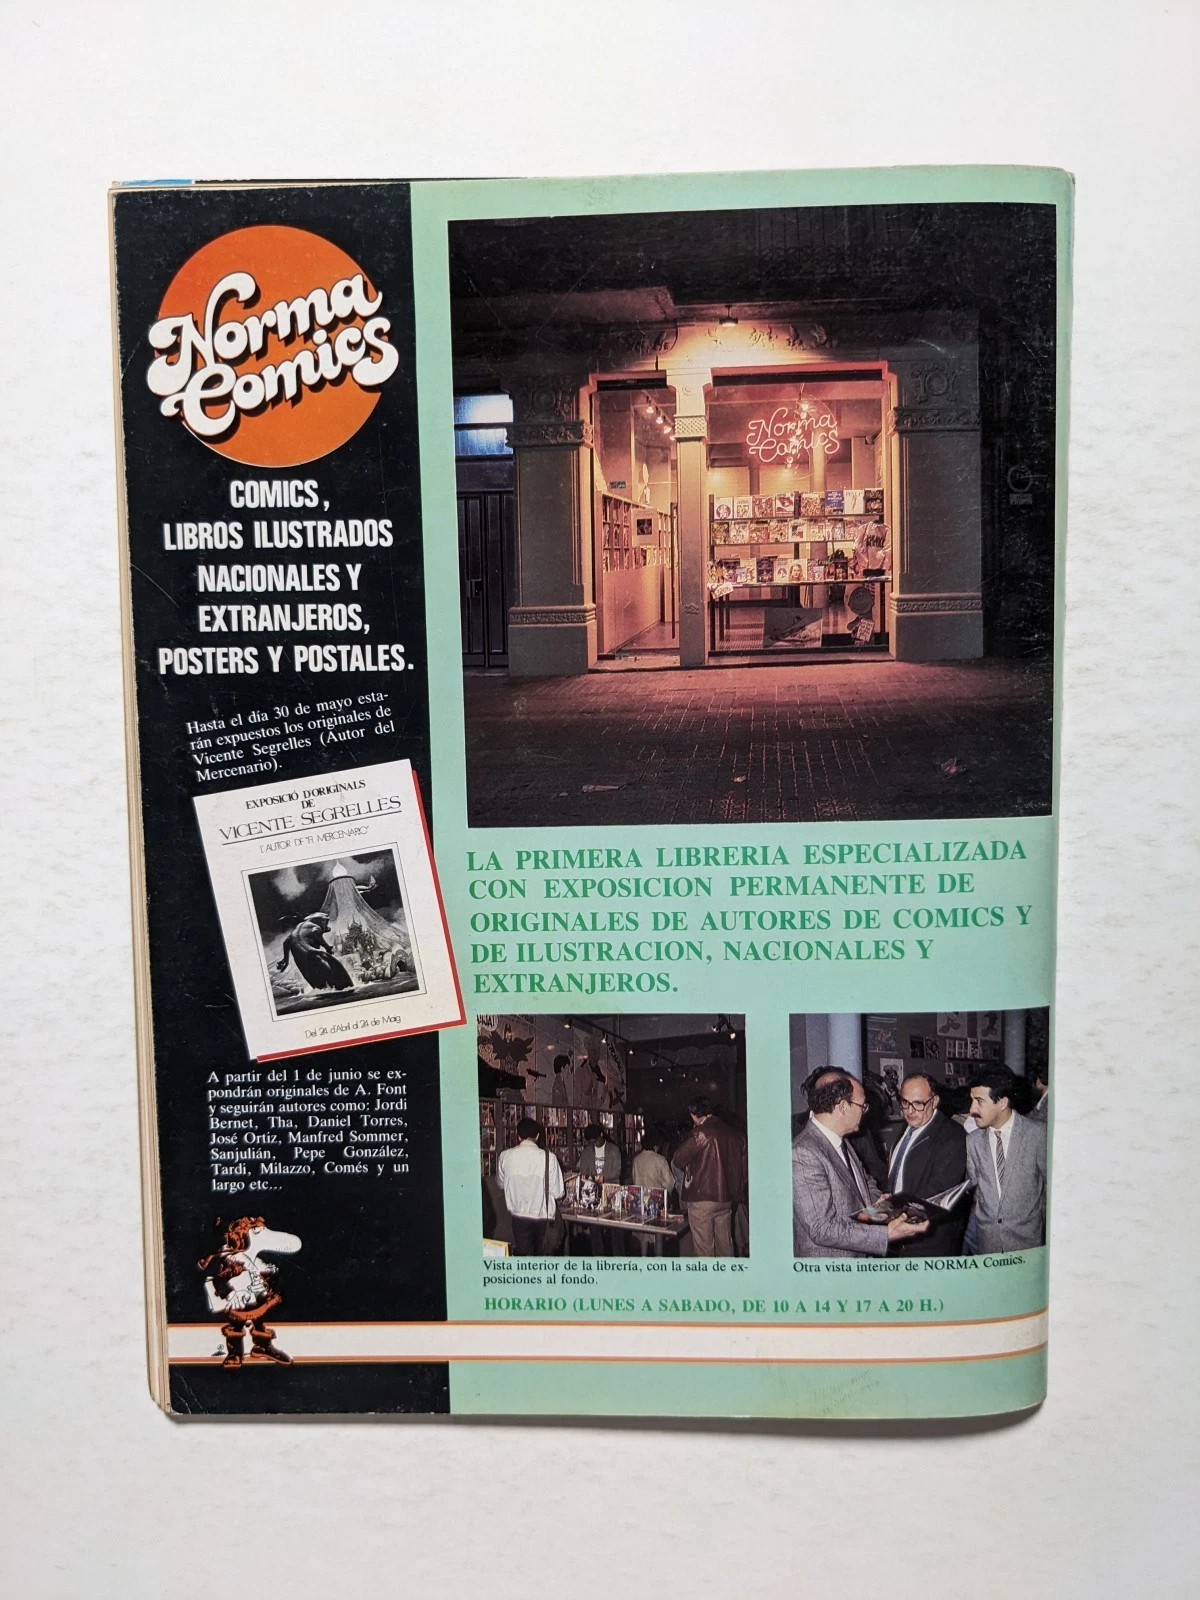 Norma
Comics
COMICS,
LIBROS ILUSTRADOS
NACIONALES Y
EXTRANJEROS,
POSTERS Y POSTALES.
Hasta el día 30 de mayo esta-
rán expuestos los originales de
Vicente Segrelles (Autor del
Mercenario).
EXPOSICIÓ D'ORIGINALS
DE
VICENTE SEGRELLES
L'AUTOR DE "EL MERCENARIO"
Del 24 d'Abril al 24 de Maig
A partir del 1 de junio se ex-
pondrán originales de A. Font
y seguirán autores como: Jordi
Bernet, Tha, Daniel Torres,
José Ortiz, Manfred Sommer,
Sanjulián, Pepe González,
Tardi, Milazzo, Comés y un
largo etc...
Norma
Comics
LA PRIMERA LIBRERIA ESPECIALIZADA
CON EXPOSICION PERMANENTE DE
ORIGINALES DE AUTORES DE COMICS Y
DE ILUSTRACION, NACIONALES Y
EXTRANJEROS.
Vista interior de la librería, con la sala de ex-
posiciones al fondo.
Otra vista interior de NORMA Comics.
HORARIO (LUNES A SABADO, DE 10 A 14 Y 17 A 20 H.)